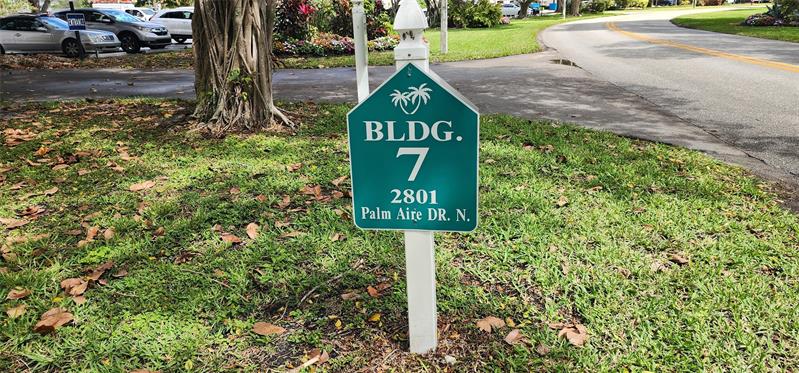 BLDG.
7
2801
Palm Aire DR. N.